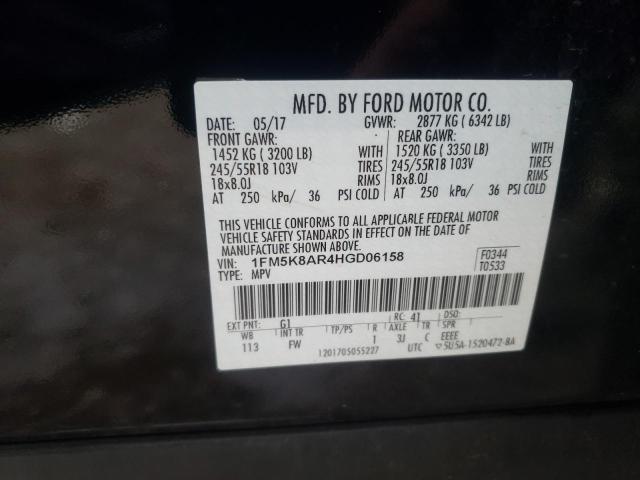 MFD. BY FORD MOTOR CO.
DATE: 05/17 GVWR: 2877 KG ( 6342 LB)
FRONT GAWR: REAR GAWR:
1452 KG ( 3200 LB) WITH 1520 KG ( 3350 LB) WITH
245/55R18 103V TIRES 245/55R18 103V TIRES
18x8.0J RIMS 18x8.0J RIMS
AT 250 kPa/ 36 PSI COLD AT 250 kPa/ 36 PSI COLD
THIS VEHICLE CONFORMS TO ALL APPLICABLE FEDERAL MOTOR
VEHICLE SAFETY STANDARDS IN EFFECT ON THE DATE OF
MANUFACTURE SHOWN ABOVE.
VIN: 1FM5K8AR4HGD06158 F0344
TYPE: MPV T0533
EXT PNT: G1 RC: 41 DSO:
WB INT TR TP/PS R AXLE TR SPR
113 FW 1 3J C EEEE
1201705055227 UTC 5U5A-1520472-BA